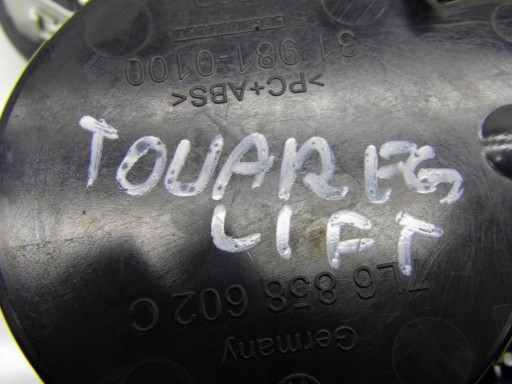 31 981-0100
>PC+ABS<
TOUAREG
LIFT
7L6 858 602 C
Germany